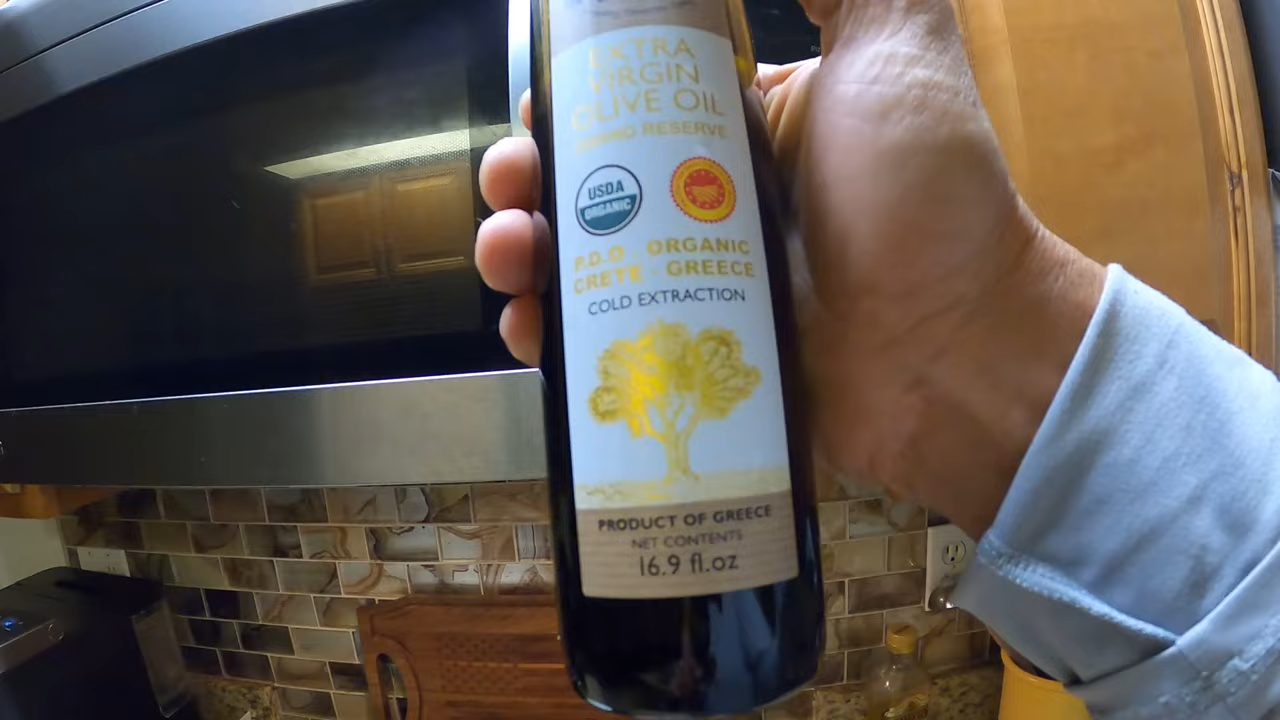 EXTRA
VIRGIN
OLIVE OIL
RESERVE
USDA
ORGANIC
P.D.O . ORGANIC
CRETE - GREECE
COLD EXTRACTION
PRODUCT OF GREECE
NET CONTENTS
16.9 fl.oz